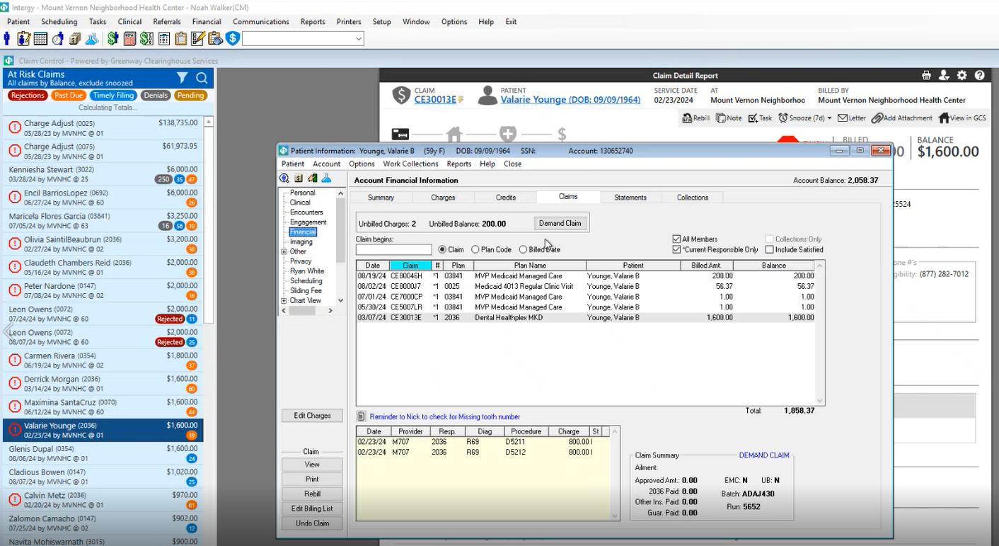 Intergy - Mount Vernon Neighborhood Health Center - Noah Walker(CM)
Patient Scheduling Tasks Clinical Referrals Financial Communications Reports Printers Setup Window Options Help Exit
Claim Control - Powered by Greenway Clearinghouse Services
At Risk Claims
All claims by Balance, exclude snoozed
Rejections Past Due Timely Filing Denials Pending
Calculating Totals...
Charge Adjust (0025) $138,735.00
05/28/23 by MVNHC @ 01
Charge Adjust (0075) $61,973.95
05/28/23 by MVNHC @ 01
Kenniesha Stewart (3022) $6,000.00
03/28/24 by MVNHC @ 25 250 35 47
Encil BarriosLopez (0692) $6,000.00
06/27/24 by MVNHC @ 60 26
Maricela Flores Garcia (03841) $3,250.00
07/05/24 by MVNHC @ 63 16 56 19
Olivia SaintilBeaubrun (2036) $3,200.00
02/27/24 by MVNHC @ 02 38
Claudeth Chambers Reid (2036) $2,000.00
05/16/24 by MVNHC @ 01 38
Peter Nardone (0147) $2,000.00
07/08/24 by MVNHC @ 02 18
Leon Owens (0072) $2,000.00
07/24/24 by MVNHC @ 60 Rejected 11
Leon Owens (0072) $2,000.00
08/07/24 by MVNHC @ 60 Rejected 25
Carmen Rivera (0354) $1,800.00
06/19/24 by MVNHC @ 02 37
Derrick Morgan (2036) $1,600.00
03/14/24 by MVNHC @ 01 60
Maximina SantaCruz (0070) $1,600.00
06/12/24 by MVNHC @ 60 44
Valarie Younge (2036) $1,600.00
02/23/24 by MVNHC @ 01 19
Glenis Dupal (0354) $1,600.00
08/06/24 by MVNHC @ 01 24
Cladious Bowen (0147) $1,020.00
08/07/24 by MVNHC @ 01 25
Calvin Metz (2036) $970.00
02/20/24 by MVNHC @ 01 61
Zalomon Camacho (0147) $902.00
07/25/24 by MVNHC @ 02 12
Navita Mohiswarnath (3015) $900.00
Claim Detail Report
CLAIM PATIENT SERVICE DATE AT BILLED BY
CE30013E Valarie Younge (DOB: 09/09/1964) 02/23/2024 Mount Vernon Neighborhoo Mount Vernon Neighborhood Health Center
Rebill Note Task Snooze (7d) Letter Add Attachment View in GCS
BILLED BALANCE
$1,600.00
25524
one #'s
igibility: (877) 282-7012
Patient Information: Younge, Valarie B (59y F) DOB: 09/09/1964 SSN: Account: 130652740
Patient Account Options Work Collections Reports Help Close
Personal
Clinical
Encounters
Engagement
Financial
Imaging
Other
Privacy
Ryan White
Scheduling
Sliding Fee
Chart View
Edit Charges
Claim
View
Print
Rebill
Edit Billing List
Undo Claim
Account Financial Information Account Balance: 2,058.37
Summary Charges Credits Claims Statements Collections
Unbilled Charges: 2 Unbilled Balance: 200.00 Demand Claim
Claim begins:
Claim Plan Code Billed Date
All Members Collections Only
*Current Responsible Only Include Satisfied
Date Claim # Plan Plan Name Patient Billed Amt. Balance
08/19/24 CE80046H *1 03841 MVP Medicaid Managed Care Younge, Valarie B 200.00 200.00
08/02/24 CE8000J7 *1 0025 Medicaid 4013 Regular Clinic Visit Younge, Valarie B 56.37 56.37
07/01/24 CE7000CP *1 03841 MVP Medicaid Managed Care Younge, Valarie B 1.00 1.00
05/30/24 CE5007LR *1 03841 MVP Medicaid Managed Care Younge, Valarie B 1.00 1.00
03/07/24 CE30013E *1 2036 Dental Healthplex MKD Younge, Valarie B 1,600.00 1,600.00
Total: 1,858.37
Reminder to Nick to check for Missing tooth number
Date Provider Resp. Diag Procedure Charge St
02/23/24 M707 2036 R69 D5211 800.00 I
02/23/24 M707 2036 R69 D5212 800.00 I
Claim Summary DEMAND CLAIM
Ailment:
Approved Amt.: 0.00 EMC: N UB: N
2036 Paid: 0.00 Batch: ADAJ430
Other Ins. Paid: 0.00 Run: 5652
Guar. Paid: 0.00